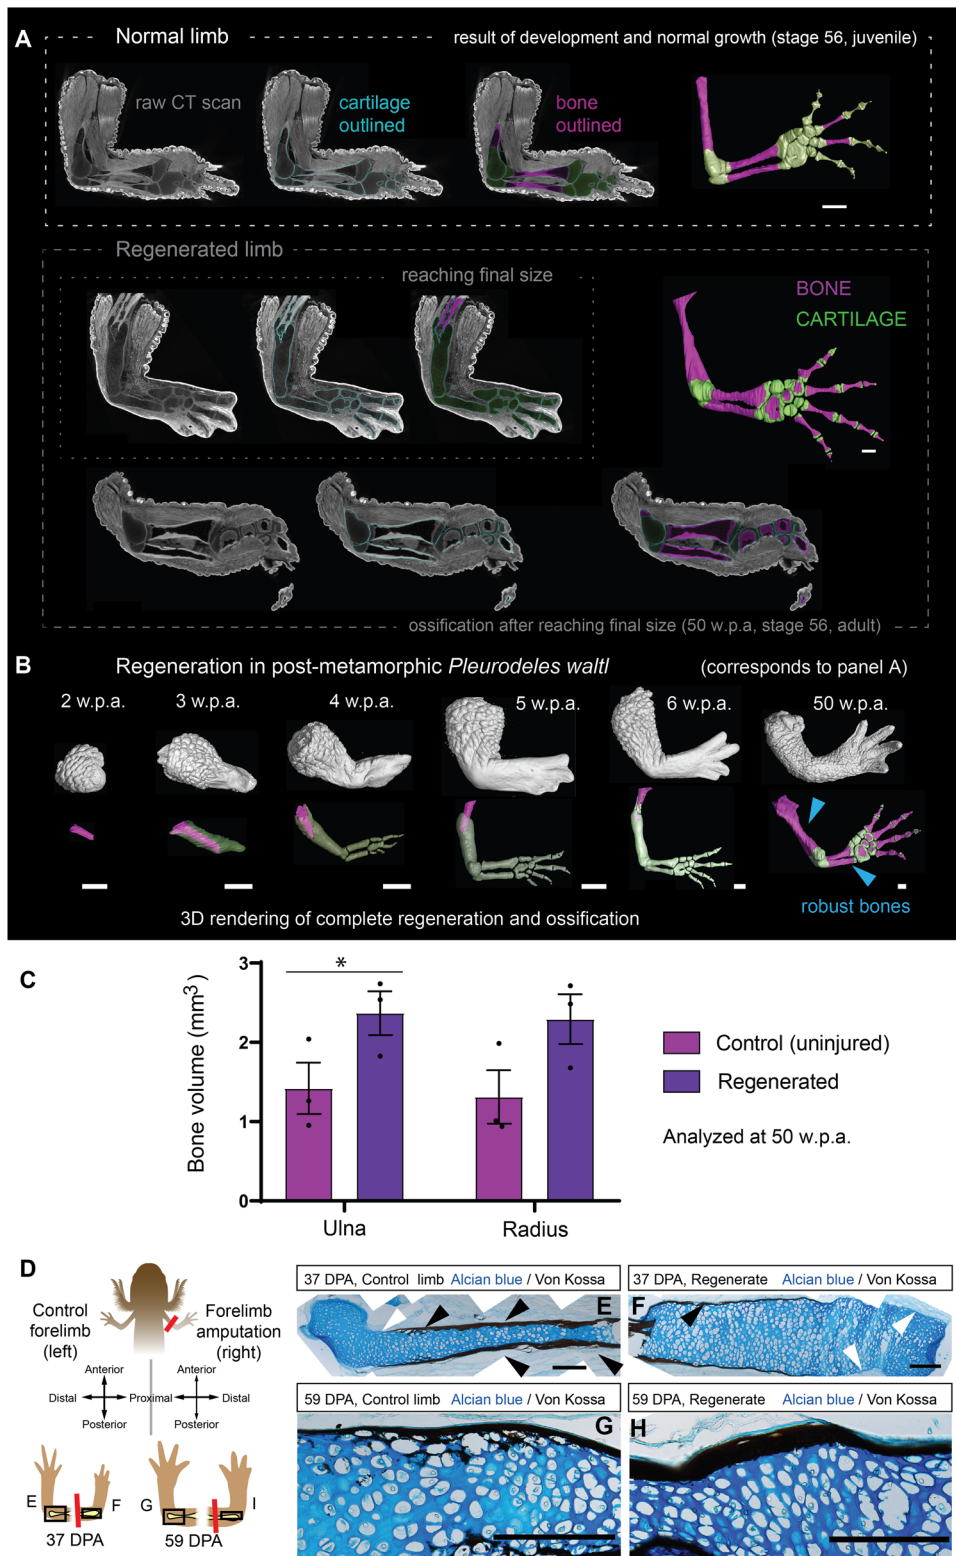 A
Normal limb
result of development and normal growth (stage 56, juvenile)
raw CT scan
cartilage
outlined
bone
outlined
Regenerated limb
reaching final size
BONE
CARTILAGE
ossification after reaching final size (50 w.p.a, stage 56, adult)
B
Regeneration in post-metamorphic Pleurodeles waltl
(corresponds to panel A)
2 w.p.a.
3 w.p.a.
4 w.p.a.
5 w.p.a.
6 w.p.a.
50 w.p.a.
robust bones
3D rendering of complete regeneration and ossification
C
Bone volume (mm3)
3
2
1
0
*
Ulna
Radius
Control (uninjured)
Regenerated
Analyzed at 50 w.p.a.
D
Control
forelimb
(left)
Forelimb
amputation
(right)
Anterior
Anterior
Distal
Proximal
Distal
Posterior
Posterior
E
F
G
I
37 DPA
59 DPA
37 DPA, Control limb Alcian blue / Von Kossa
E
37 DPA, Regenerate Alcian blue / Von Kossa
F
59 DPA, Control limb Alcian blue / Von Kossa
G
59 DPA, Regenerate Alcian blue / Von Kossa
H